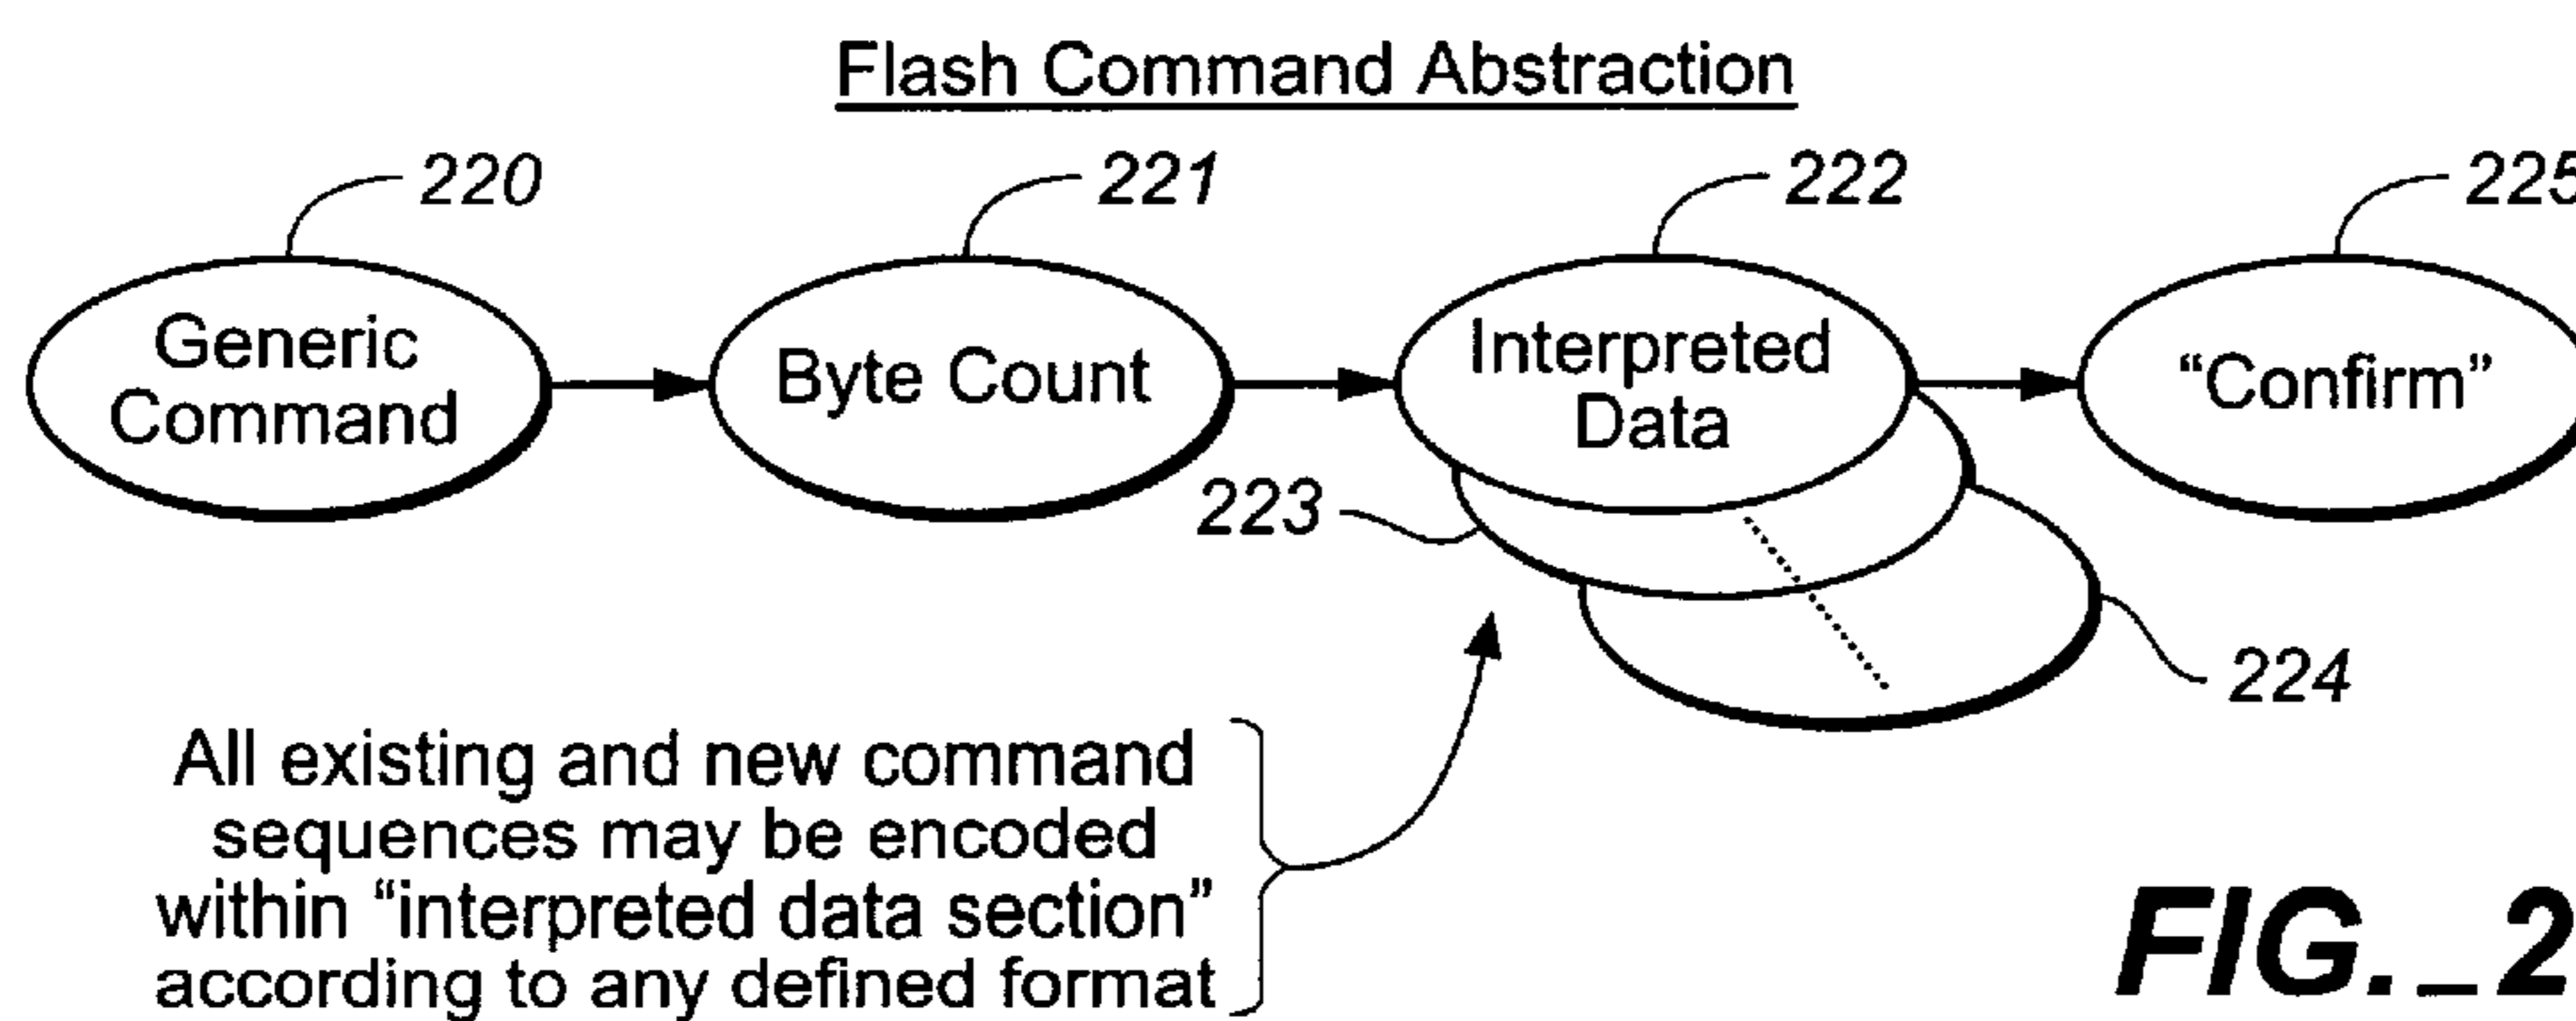 Flash Command Abstraction
220
221
222
225
Generic
Command
Byte Count
Interpreted
Data
“Confirm”
223
224
All existing and new command
sequences may be encoded
within “interpreted data section”
according to any defined format
FIG._2